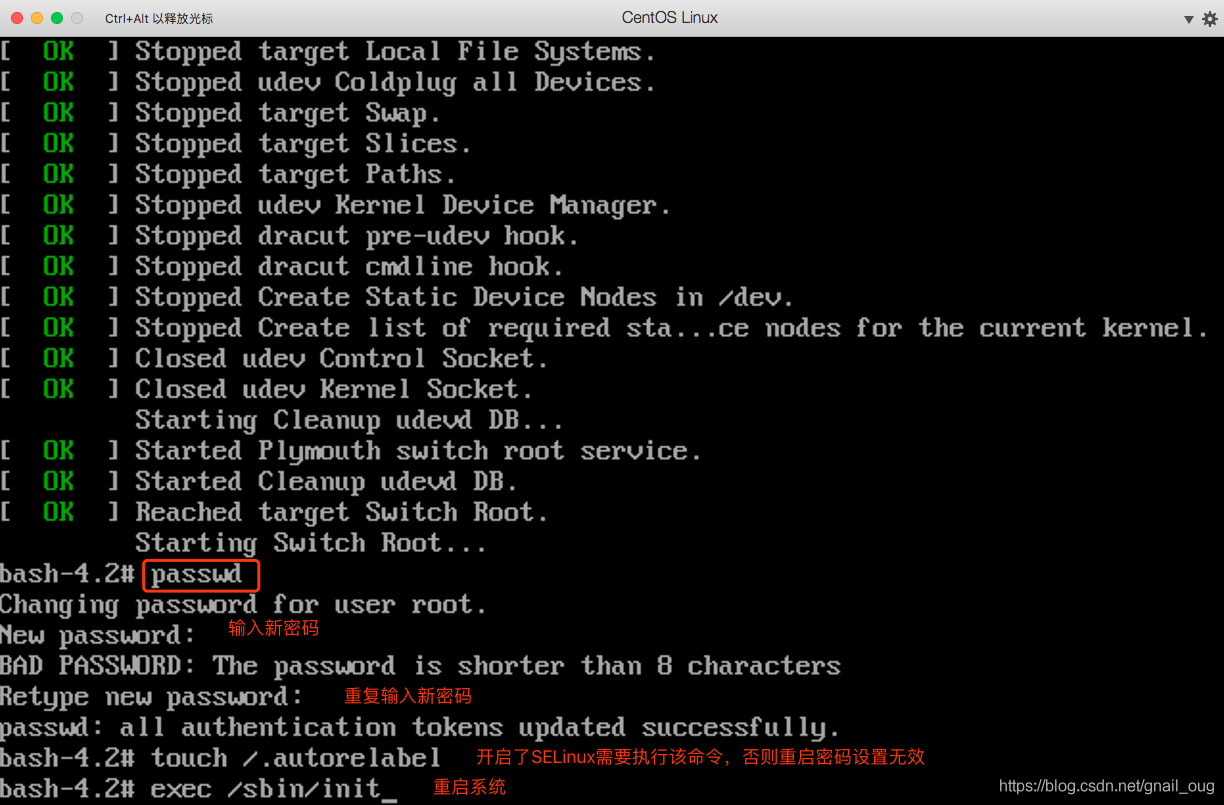 Ctrl+Alt 以释放光标 CentOS Linux
[ OK ] Stopped target Local File Systems.
[ OK ] Stopped udev Coldplug all Devices.
[ OK ] Stopped target Swap.
[ OK ] Stopped target Slices.
[ OK ] Stopped target Paths.
[ OK ] Stopped udev Kernel Device Manager.
[ OK ] Stopped dracut pre-udev hook.
[ OK ] Stopped dracut cmdline hook.
[ OK ] Stopped Create Static Device Nodes in /dev.
[ OK ] Stopped Create list of required sta...ce nodes for the current kernel.
[ OK ] Closed udev Control Socket.
[ OK ] Closed udev Kernel Socket.
Starting Cleanup udevd DB...
[ OK ] Started Plymouth switch root service.
[ OK ] Started Cleanup udevd DB.
[ OK ] Reached target Switch Root.
Starting Switch Root...
bash-4.2# passwd
Changing password for user root.
New password: 输入新密码
BAD PASSWORD: The password is shorter than 8 characters
Retype new password: 重复输入新密码
passwd: all authentication tokens updated successfully.
bash-4.2# touch /.autorelabel 开启了SELinux需要执行该命令，否则重启密码设置无效
bash-4.2# exec /sbin/init_ 重启系统
https://blog.csdn.net/gnail_oug